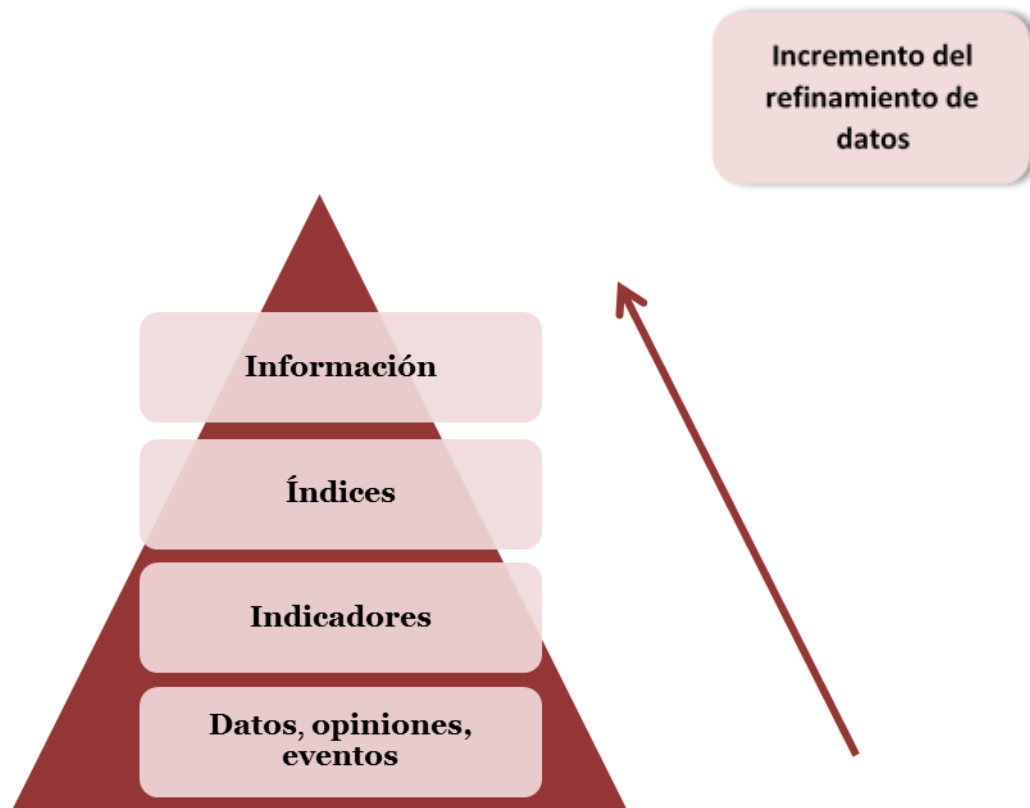 Incremento del
refinamiento de
datos
Información
Índices
Indicadores
Datos, opiniones,
eventos